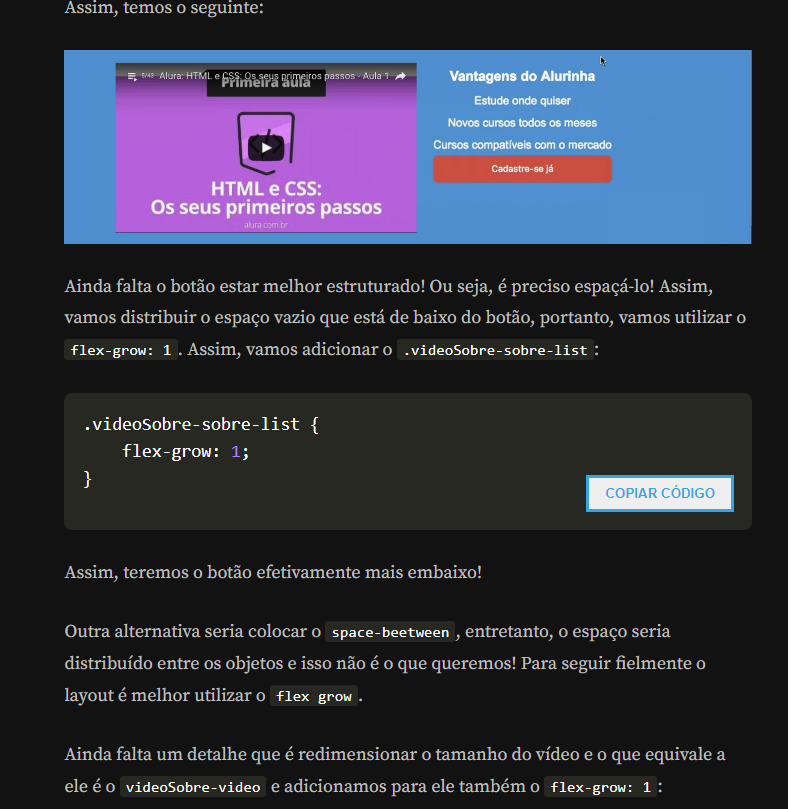 Assim, temos o seguinte:
5/43 Alura: HTML e CSS: Os seus primeiros passos - Aula 1
Primeira aula
HTML e CSS:
Os seus primeiros passos
alura.com.br
Vantagens do Alurinha
Estude onde quiser
Novos cursos todos os meses
Cursos compatíveis com o mercado
Cadastre-se já
Ainda falta o botão estar melhor estruturado! Ou seja, é preciso espaçá-lo! Assim,
vamos distribuir o espaço vazio que está de baixo do botão, portanto, vamos utilizar o
flex-grow: 1. Assim, vamos adicionar o .videoSobre-sobre-list:
.videoSobre-sobre-list {
    flex-grow: 1;
}
COPIAR CÓDIGO
Assim, teremos o botão efetivamente mais embaixo!
Outra alternativa seria colocar o space-beetween, entretanto, o espaço seria
distribuído entre os objetos e isso não é o que queremos! Para seguir fielmente o
layout é melhor utilizar o flex grow.
Ainda falta um detalhe que é redimensionar o tamanho do vídeo e o que equivale a
ele é o videoSobre-video e adicionamos para ele também o flex-grow: 1: